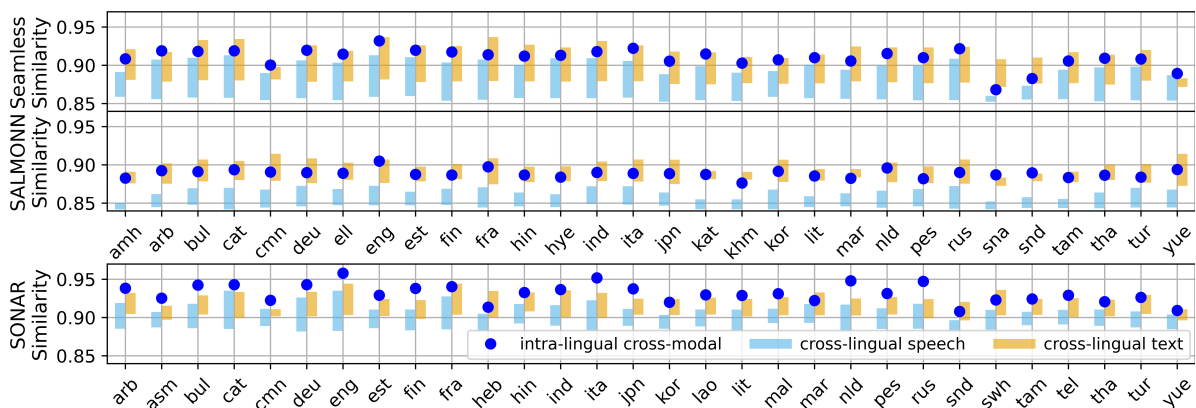 Seamless
Similarity
0.95
0.90
0.85
SALMONN
Similarity
0.95
0.90
0.85
amh arb bul cat cmn deu ell eng est fin fra hin hye ind ita jpn kat khm kor lit mar nld pes rus sna snd tam tha tur yue
SONAR
Similarity
0.95
0.90
0.85
intra-lingual cross-modal cross-lingual speech cross-lingual text
arb asm bul cat cmn deu eng est fin fra heb hin ind ita jpn kor lao lit mal mar nld pes rus snd swh tam tel tha tur yue